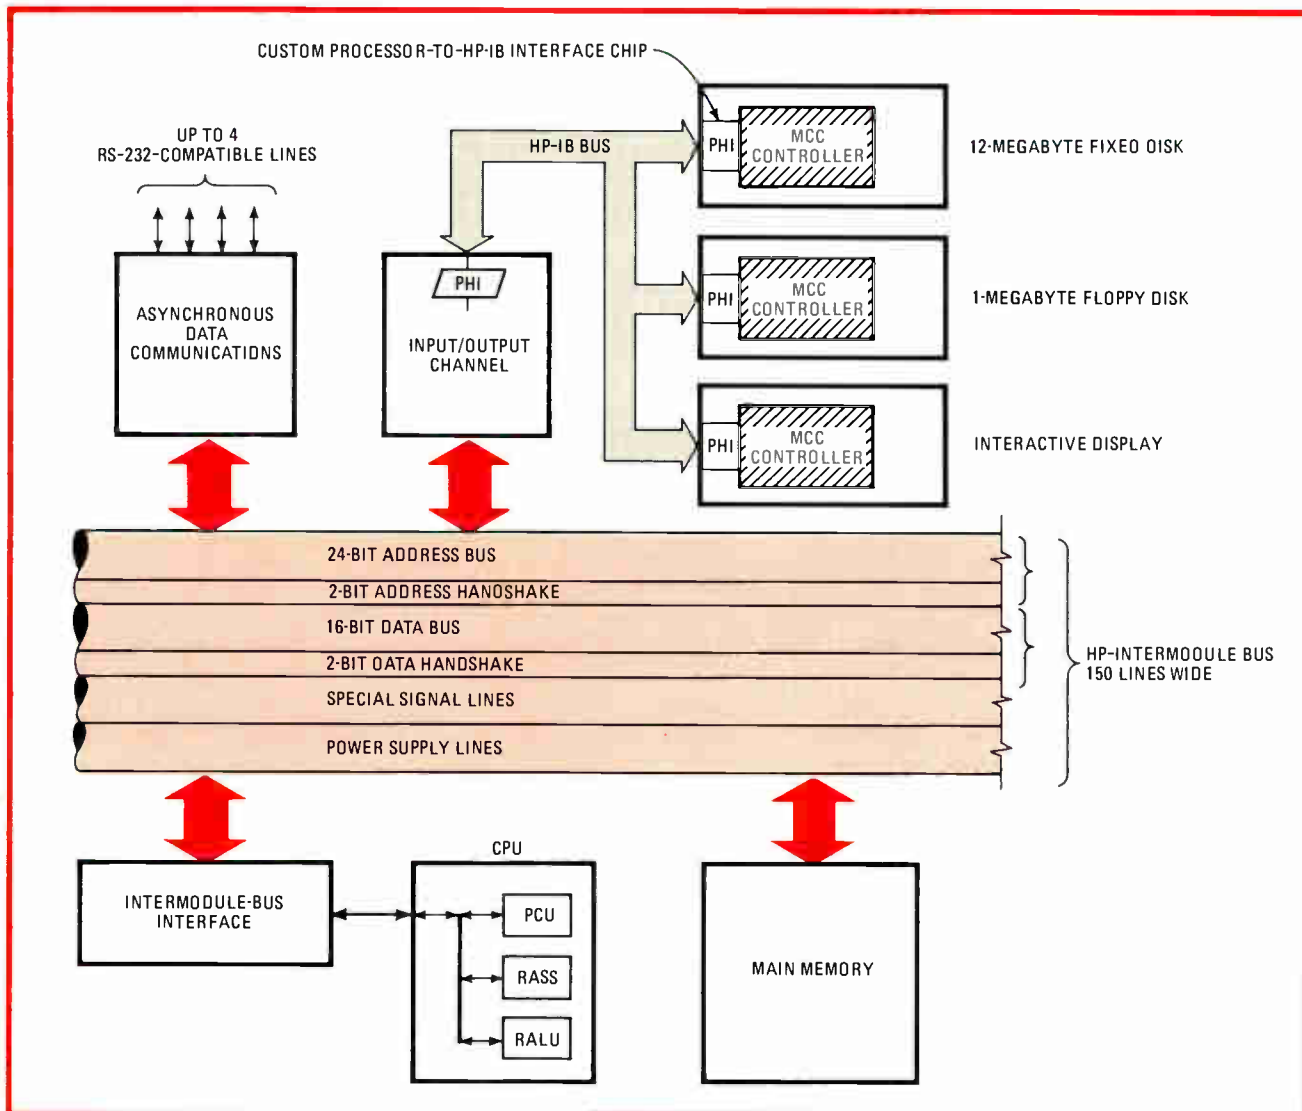 CUSTOM PROCESSOR-TO-HP-IB INTERFACE CHIP
UP TO 4
RS-232-COMPATIBLE LINES
HP-IB BUS
PHI
MCC
CONTROLLER
12-MEGABYTE FIXEO OISK
ASYNCHRONOUS
DATA
COMMUNICATIONS
PHI
INPUT/OUTPUT
CHANNEL
PHI
MCC
CONTROLLER
1-MEGABYTE FLOPPY DISK
PHI
MCC
CONTROLLER
INTERACTIVE DISPLAY
24-BIT ADDRESS BUS
2-BIT ADDRESS HANOSHAKE
16-BIT DATA BUS
2-BIT OATA HANDSHAKE
SPECIAL SIGNAL LINES
POWER SUPPLY LINES
HP-INTERMODULE BUS
150 LINES WIDE
INTERMODULE-BUS
INTERFACE
CPU
PCU
RASS
RALU
MAIN MEMORY